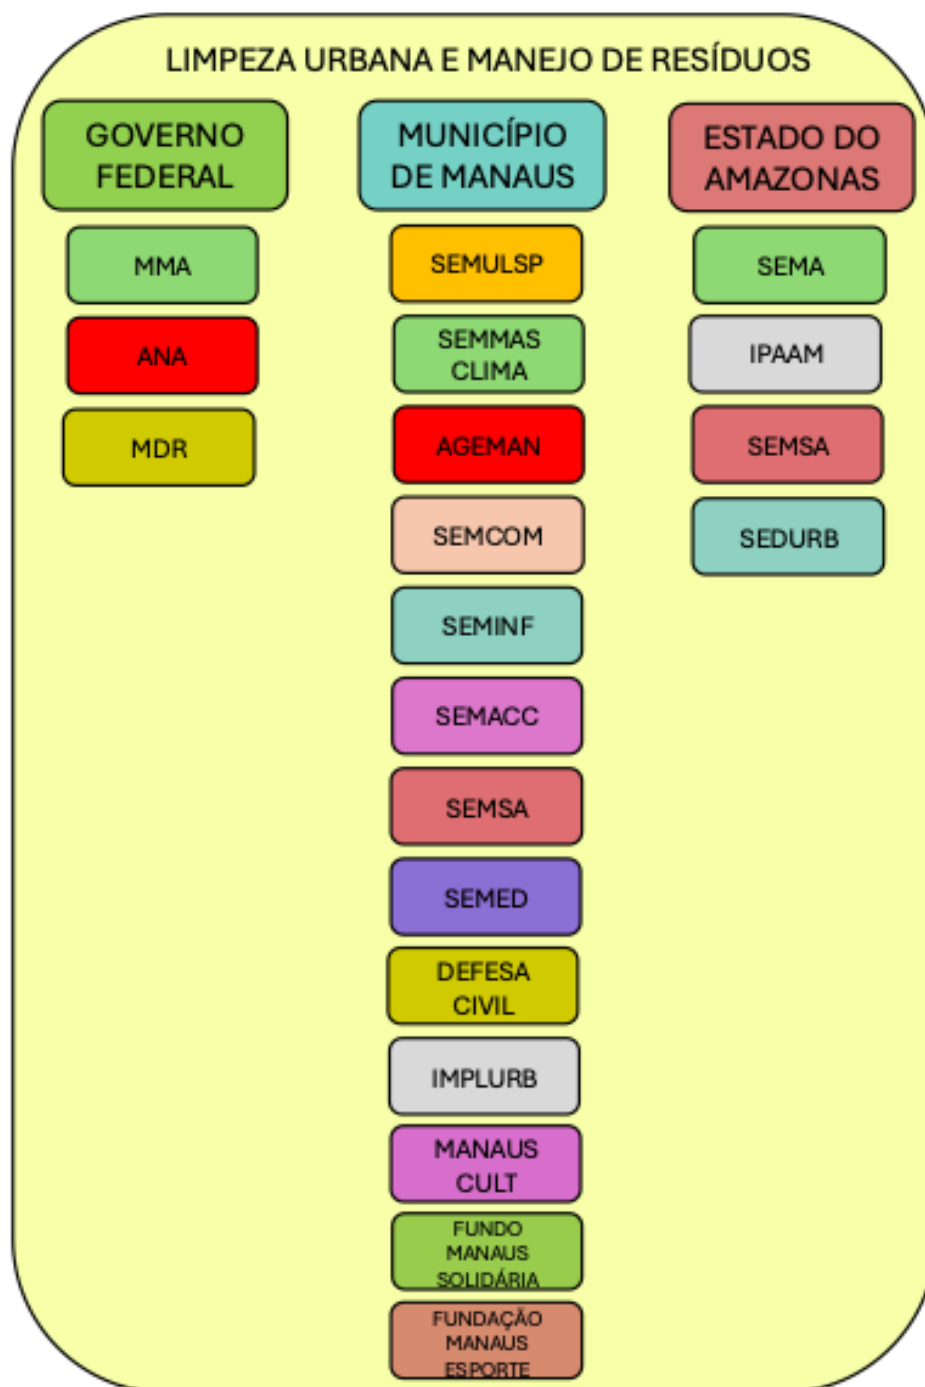 LIMPEZA URBANA E MANEJO DE RESÍDUOS
GOVERNO
FEDERAL
MMA
ANA
MDR
MUNICÍPIO
DE MANAUS
SEMULSP
SEMMAS
CLIMA
AGEMAN
SEMCOM
SEMINF
SEMACC
SEMSA
SEMED
DEFESA
CIVIL
IMPLURB
MANAUS
CULT
FUNDO
MANAUS
SOLIDÁRIA
FUNDAÇÃO
MANAUS
ESPORTE
ESTADO DO
AMAZONAS
SEMA
IPAAM
SEMSA
SEDURB